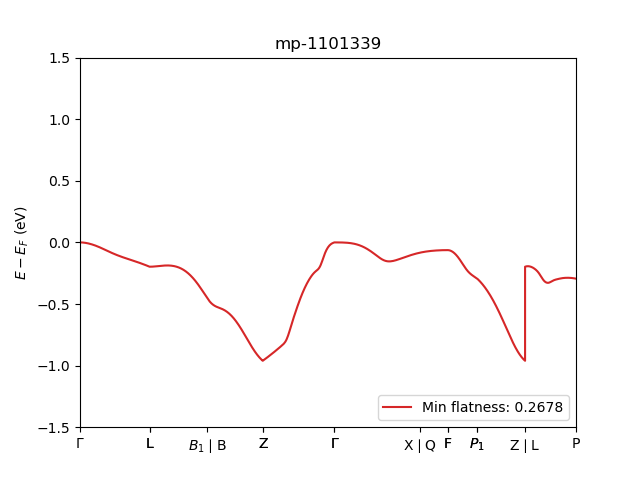 mp-1101339
1.5
1.0
0.5
0.0
−0.5
−1.0
−1.5
E − E_F (eV)
Min flatness: 0.2678
Γ L B₁ | B Z Γ X | Q F P₁ Z | L P